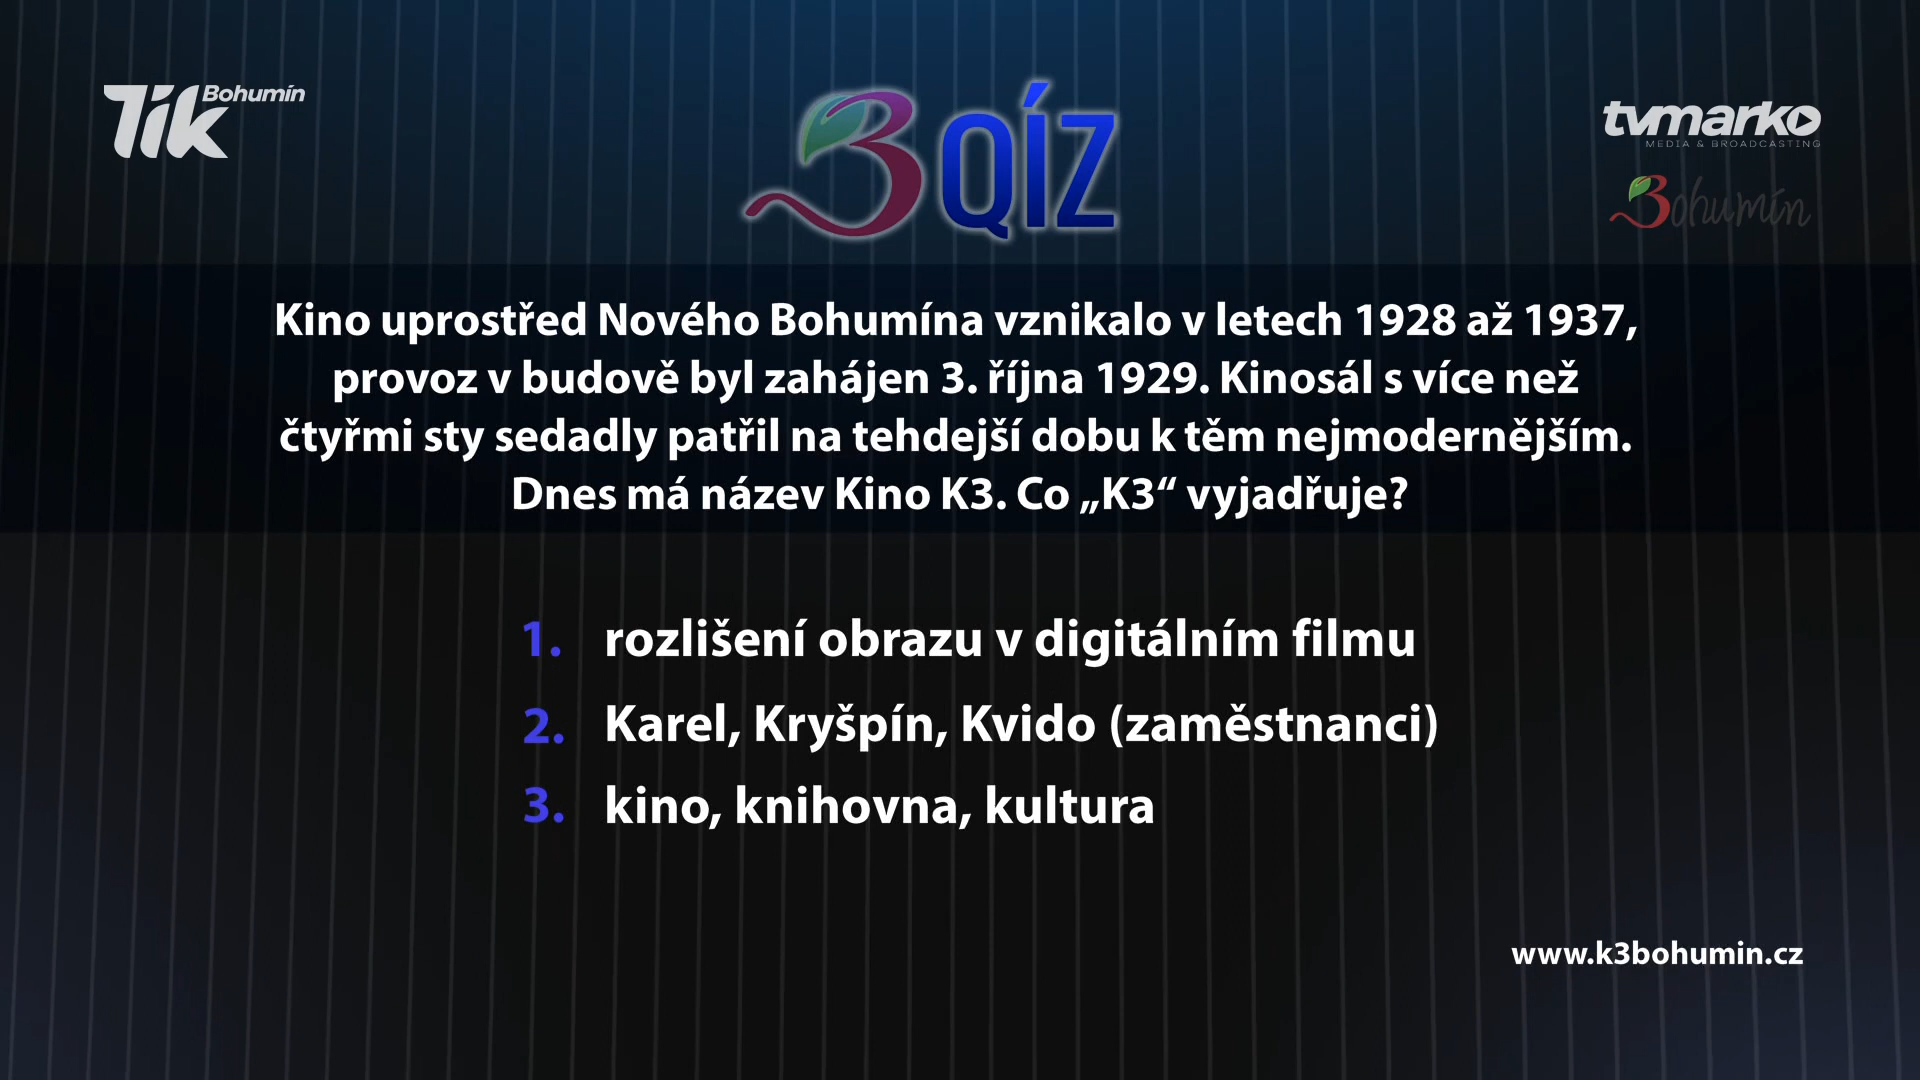 Tik Bohumín
BQÍZ
tvmarko
MEDIA & BROADCASTING
Bohumín
Kino uprostřed Nového Bohumína vznikalo v letech 1928 až 1937,
provoz v budově byl zahájen 3. října 1929. Kinosál s více než
čtyřmi sty sedadly patřil na tehdejší dobu k těm nejmodernějším.
Dnes má název Kino K3. Co „K3“ vyjadřuje?
1. rozlišení obrazu v digitálním filmu
2. Karel, Kryšpín, Kvido (zaměstnanci)
3. kino, knihovna, kultura
www.k3bohumin.cz